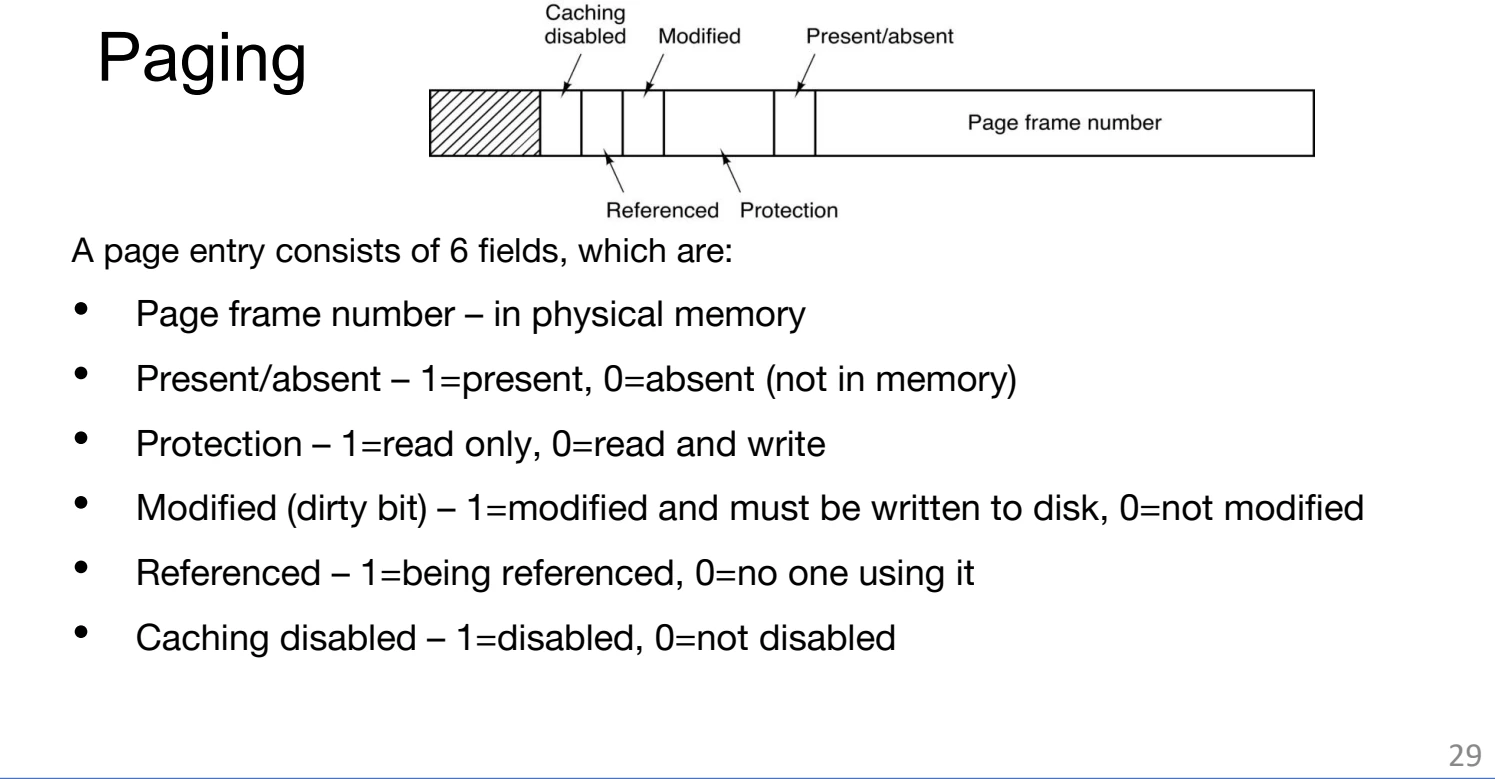 Paging
Caching
disabled
Modified
Present/absent
Page frame number
Referenced
Protection
A page entry consists of 6 fields, which are:
• Page frame number – in physical memory
• Present/absent – 1=present, 0=absent (not in memory)
• Protection – 1=read only, 0=read and write
• Modified (dirty bit) – 1=modified and must be written to disk, 0=not modified
• Referenced – 1=being referenced, 0=no one using it
• Caching disabled – 1=disabled, 0=not disabled
29